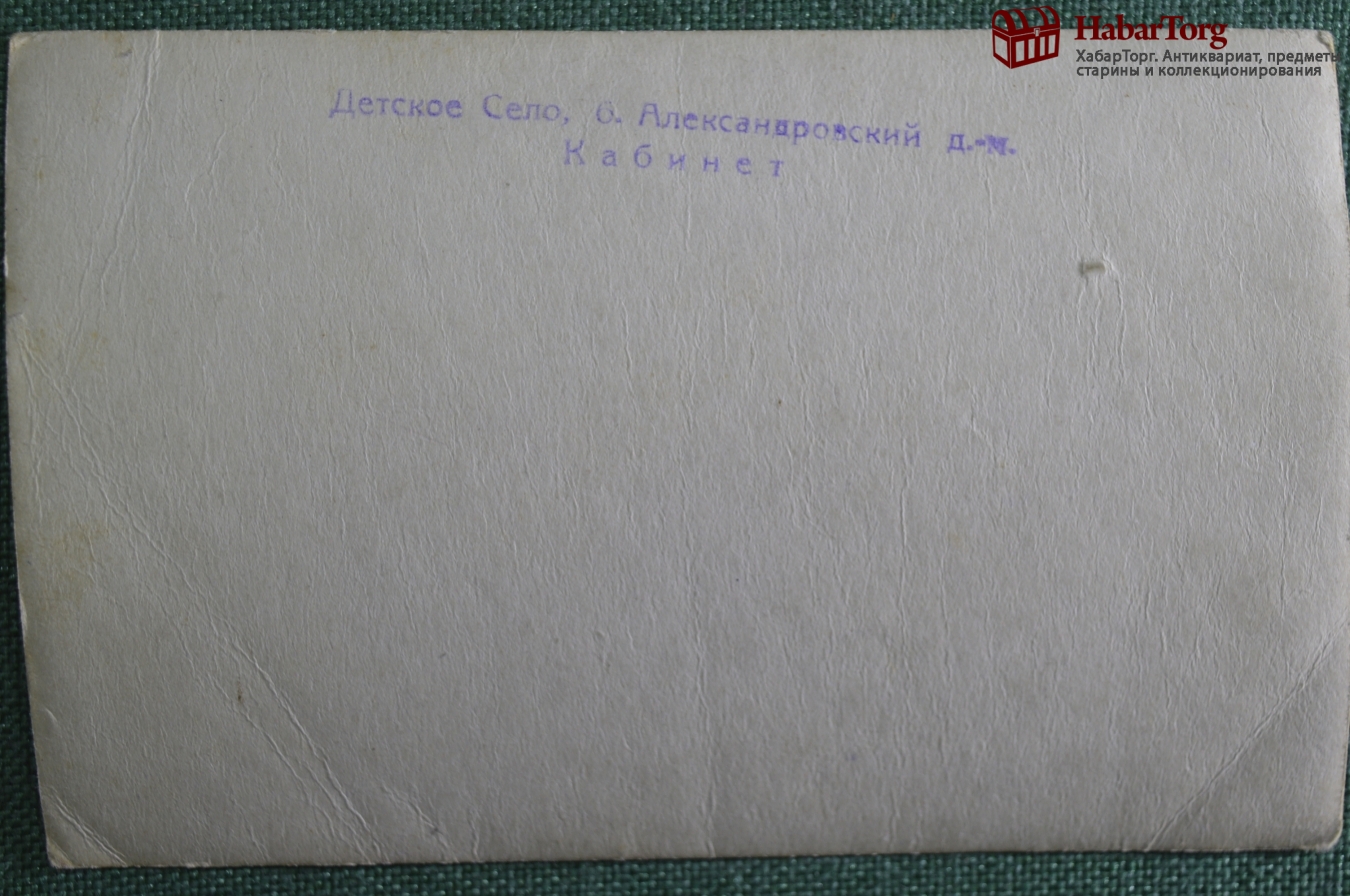 HabarTorg
ХабарТорг. Антиквариат, предметы
старины и коллекционирования
Детское Село, б. Александровский д.-м.
Кабинет